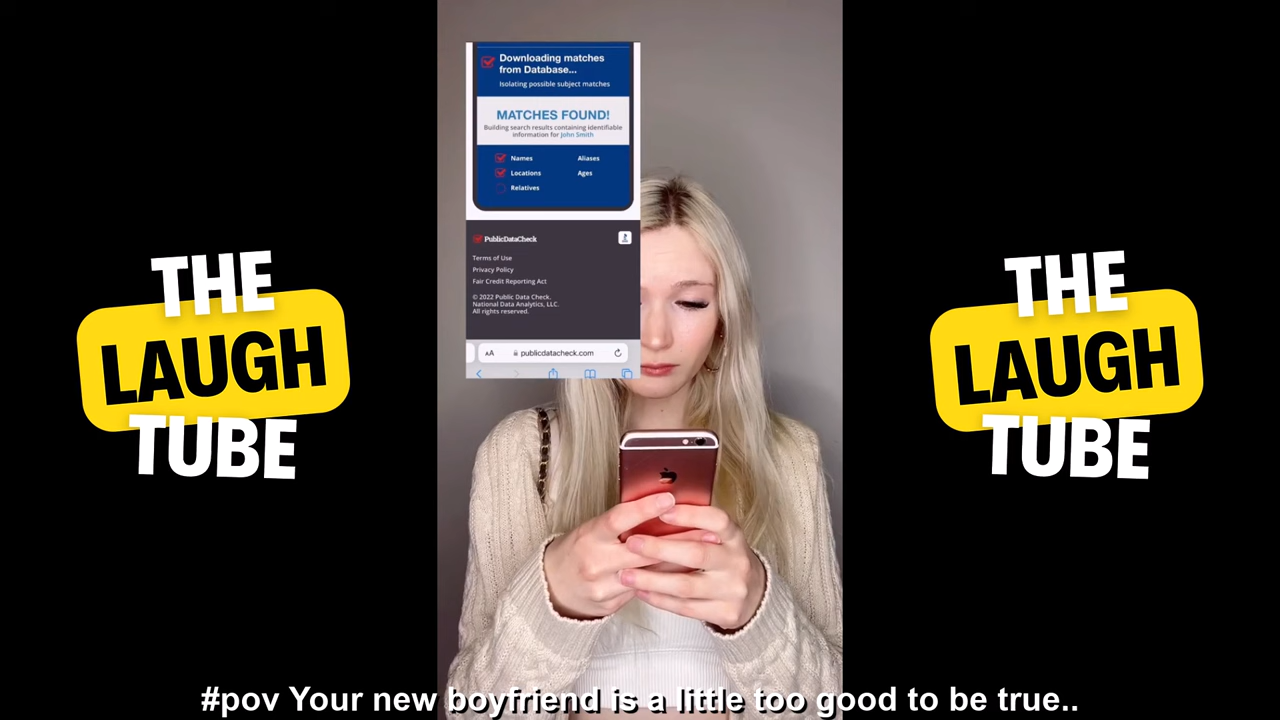 Downloading matches
from Database...
Isolating possible subject matches
MATCHES FOUND!
Building search results containing identifiable
information for John Smith
Names
Aliases
Locations
Ages
Relatives
PublicDataCheck
Terms of Use
Privacy Policy
Fair Credit Reporting Act
© 2022 Public Data Check.
National Data Analytics, LLC.
All rights reserved.
AA
publicdatacheck.com
THE
LAUGH
TUBE
THE
LAUGH
TUBE
#pov Your new boyfriend is a little too good to be true..